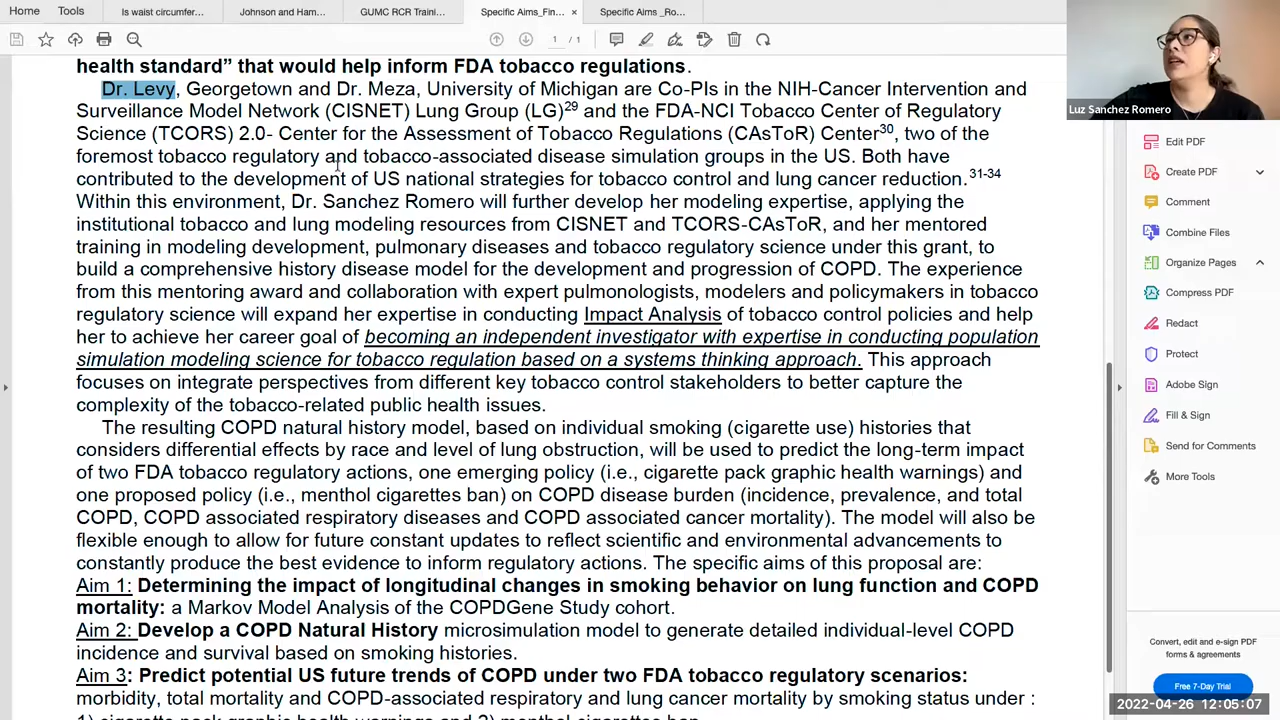 Home
Tools
Is waist circumfer...
Johnson and Ham...
GUMC RCR Traini...
Specific Aims_Fin... ×
Specific Aims _Ro...
1 / 1
health standard” that would help inform FDA tobacco regulations.
Dr. Levy, Georgetown and Dr. Meza, University of Michigan are Co-PIs in the NIH-Cancer Intervention and
Surveillance Model Network (CISNET) Lung Group (LG)29 and the FDA-NCI Tobacco Center of Regulatory
Science (TCORS) 2.0- Center for the Assessment of Tobacco Regulations (CAsToR) Center30, two of the
foremost tobacco regulatory and tobacco-associated disease simulation groups in the US. Both have
contributed to the development of US national strategies for tobacco control and lung cancer reduction.31-34
Within this environment, Dr. Sanchez Romero will further develop her modeling expertise, applying the
institutional tobacco and lung modeling resources from CISNET and TCORS-CAsToR, and her mentored
training in modeling development, pulmonary diseases and tobacco regulatory science under this grant, to
build a comprehensive history disease model for the development and progression of COPD. The experience
from this mentoring award and collaboration with expert pulmonologists, modelers and policymakers in tobacco
regulatory science will expand her expertise in conducting Impact Analysis of tobacco control policies and help
her to achieve her career goal of becoming an independent investigator with expertise in conducting population
simulation modeling science for tobacco regulation based on a systems thinking approach. This approach
focuses on integrate perspectives from different key tobacco control stakeholders to better capture the
complexity of the tobacco-related public health issues.
The resulting COPD natural history model, based on individual smoking (cigarette use) histories that
considers differential effects by race and level of lung obstruction, will be used to predict the long-term impact
of two FDA tobacco regulatory actions, one emerging policy (i.e., cigarette pack graphic health warnings) and
one proposed policy (i.e., menthol cigarettes ban) on COPD disease burden (incidence, prevalence, and total
COPD, COPD associated respiratory diseases and COPD associated cancer mortality). The model will also be
flexible enough to allow for future constant updates to reflect scientific and environmental advancements to
constantly produce the best evidence to inform regulatory actions. The specific aims of this proposal are:
Aim 1: Determining the impact of longitudinal changes in smoking behavior on lung function and COPD
mortality: a Markov Model Analysis of the COPDGene Study cohort.
Aim 2: Develop a COPD Natural History microsimulation model to generate detailed individual-level COPD
incidence and survival based on smoking histories.
Aim 3: Predict potential US future trends of COPD under two FDA tobacco regulatory scenarios:
morbidity, total mortality and COPD-associated respiratory and lung cancer mortality by smoking status under :
1) cigarette pack graphic health warnings and 2) menthol cigarettes ban
Luz Sanchez Romero
Edit PDF
Create PDF
Comment
Combine Files
Organize Pages
Compress PDF
Redact
Protect
Adobe Sign
Fill & Sign
Send for Comments
More Tools
Convert, edit and e-sign PDF
forms & agreements
Free 7-Day Trial
2022-04-26 12:05:07